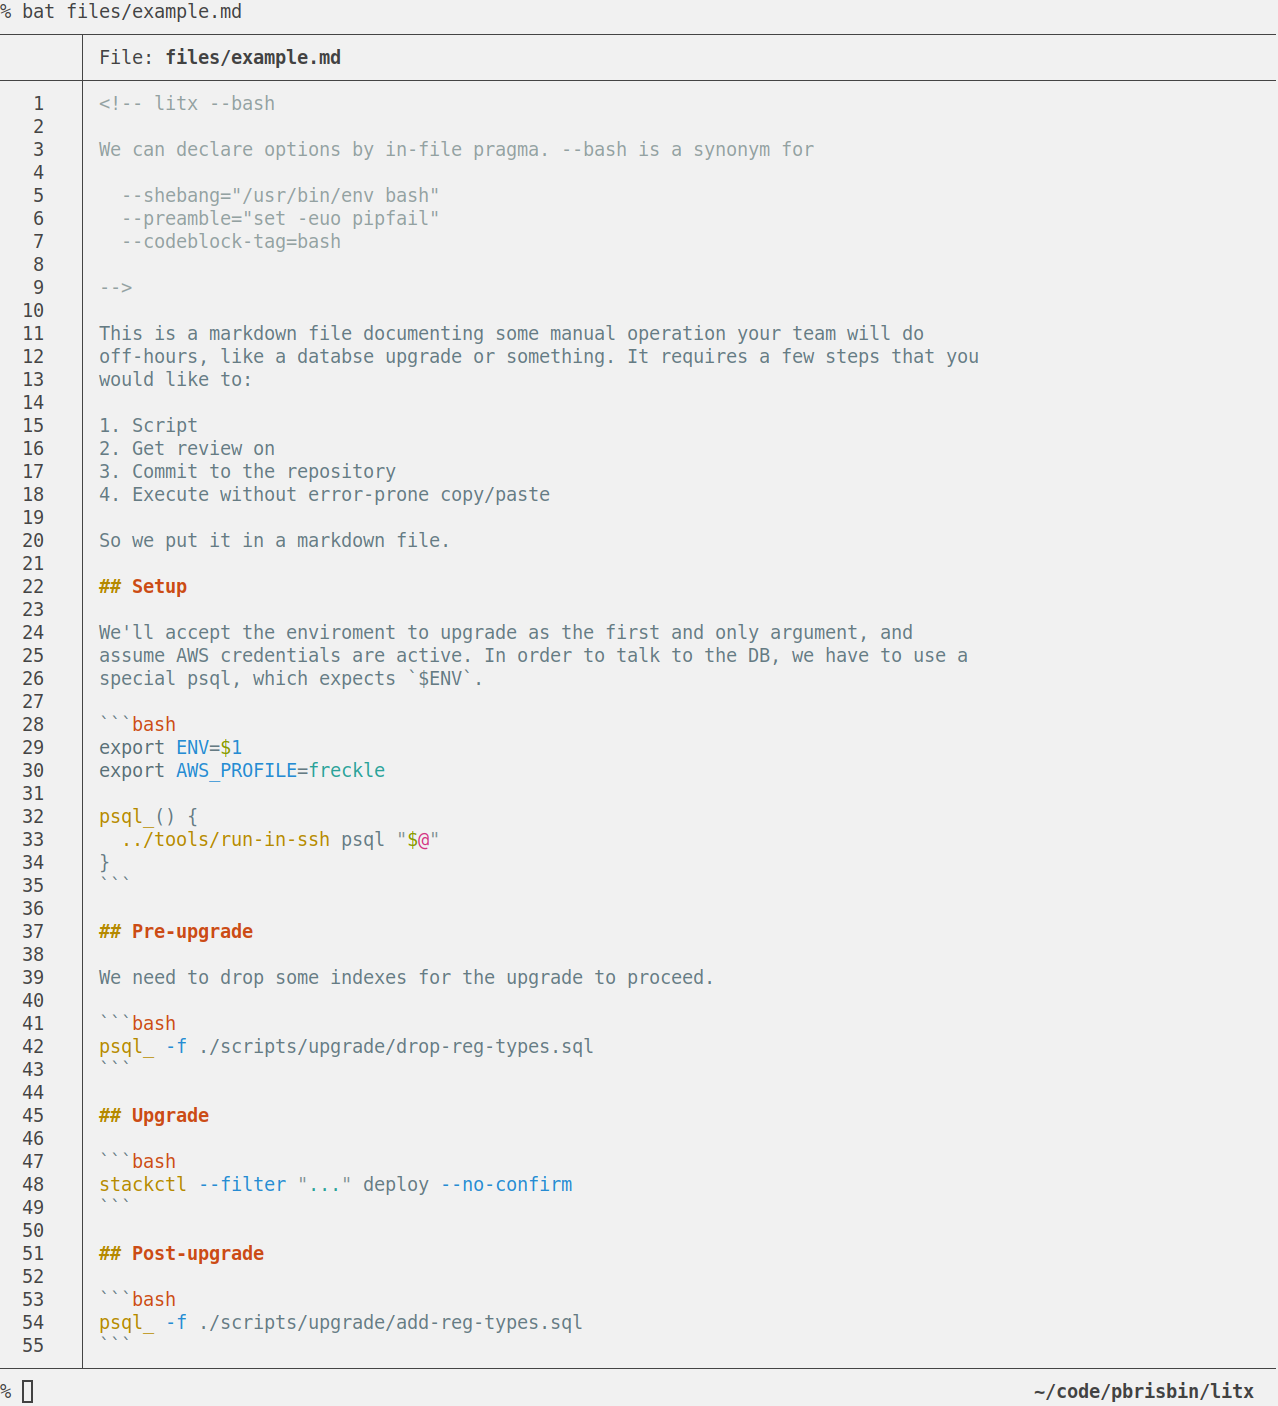 % bat files/example.md
File: files/example.md
1 <!-- litx --bash
2
3 We can declare options by in-file pragma. --bash is a synonym for
4
5   --shebang="/usr/bin/env bash"
6   --preamble="set -euo pipfail"
7   --codeblock-tag=bash
8
9 -->
10
11 This is a markdown file documenting some manual operation your team will do
12 off-hours, like a databse upgrade or something. It requires a few steps that you
13 would like to:
14
15 1. Script
16 2. Get review on
17 3. Commit to the repository
18 4. Execute without error-prone copy/paste
19
20 So we put it in a markdown file.
21
22 ## Setup
23
24 We'll accept the enviroment to upgrade as the first and only argument, and
25 assume AWS credentials are active. In order to talk to the DB, we have to use a
26 special psql, which expects `$ENV`.
27
28 ```bash
29 export ENV=$1
30 export AWS_PROFILE=freckle
31
32 psql_() {
33   ../tools/run-in-ssh psql "$@"
34 }
35 ```
36
37 ## Pre-upgrade
38
39 We need to drop some indexes for the upgrade to proceed.
40
41 ```bash
42 psql_ -f ./scripts/upgrade/drop-reg-types.sql
43 ```
44
45 ## Upgrade
46
47 ```bash
48 stackctl --filter "..." deploy --no-confirm
49 ```
50
51 ## Post-upgrade
52
53 ```bash
54 psql_ -f ./scripts/upgrade/add-reg-types.sql
55 ```
% ~/code/pbrisbin/litx